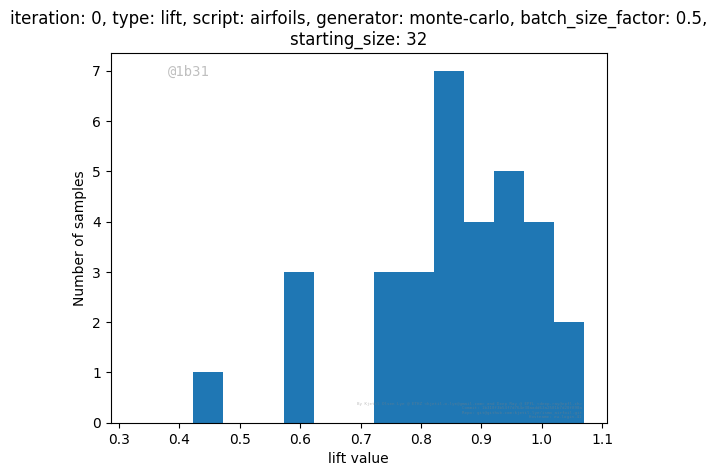 iteration: 0, type: lift, script: airfoils, generator: monte-carlo, batch_size_factor: 0.5,
starting_size: 32
@1b31
7
6
5
4
3
2
1
0
Number of samples
0.3 0.4 0.5 0.6 0.7 0.8 0.9 1.0 1.1
lift value